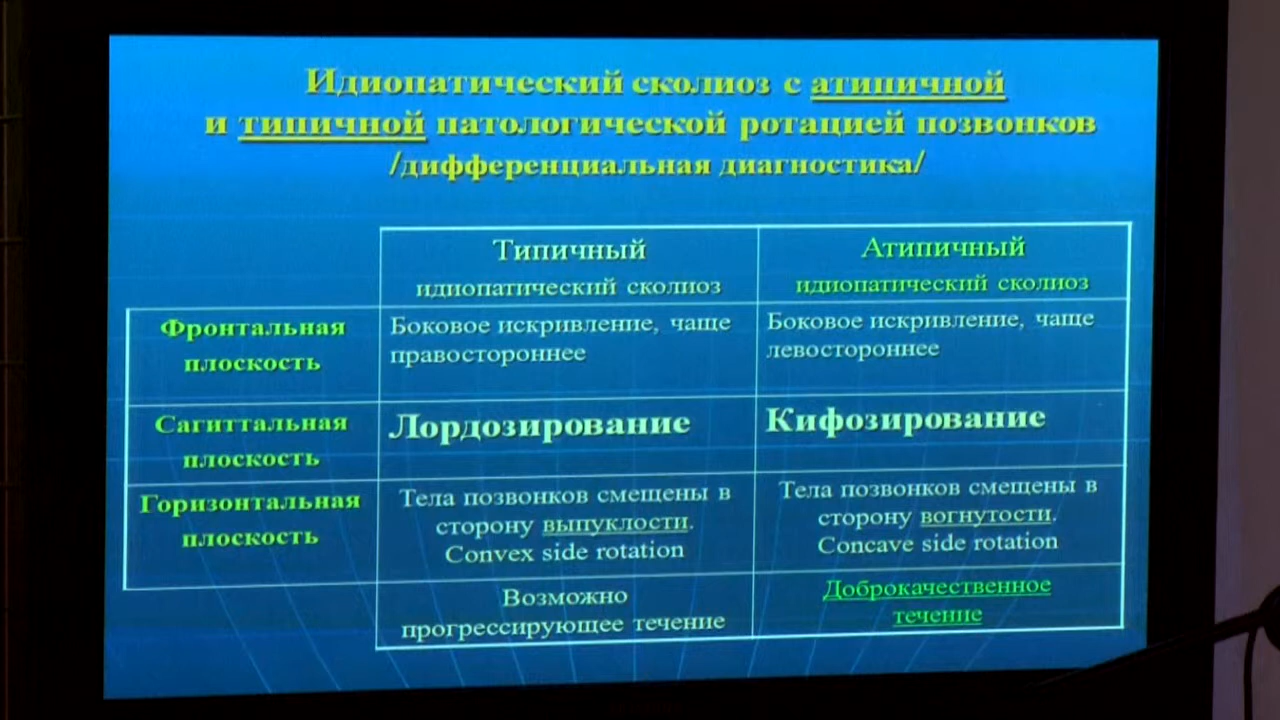 Идиопатический сколиоз с атипичной
и типичной патологической ротацией позвонков
/дифференциальная диагностика/
Типичный
идиопатический сколиоз
Атипичный
идиопатический сколиоз
Фронтальная
плоскость
Боковое искривление, чаще
правостороннее
Боковое искривление, чаще
левостороннее
Сагиттальная
плоскость
Лордозирование
Кифозирование
Горизонтальная
плоскость
Тела позвонков смещены в
сторону выпуклости.
Convex side rotation
Тела позвонков смещены в
сторону вогнутости.
Concave side rotation
Возможно
прогрессирующее течение
Доброкачественное
течение